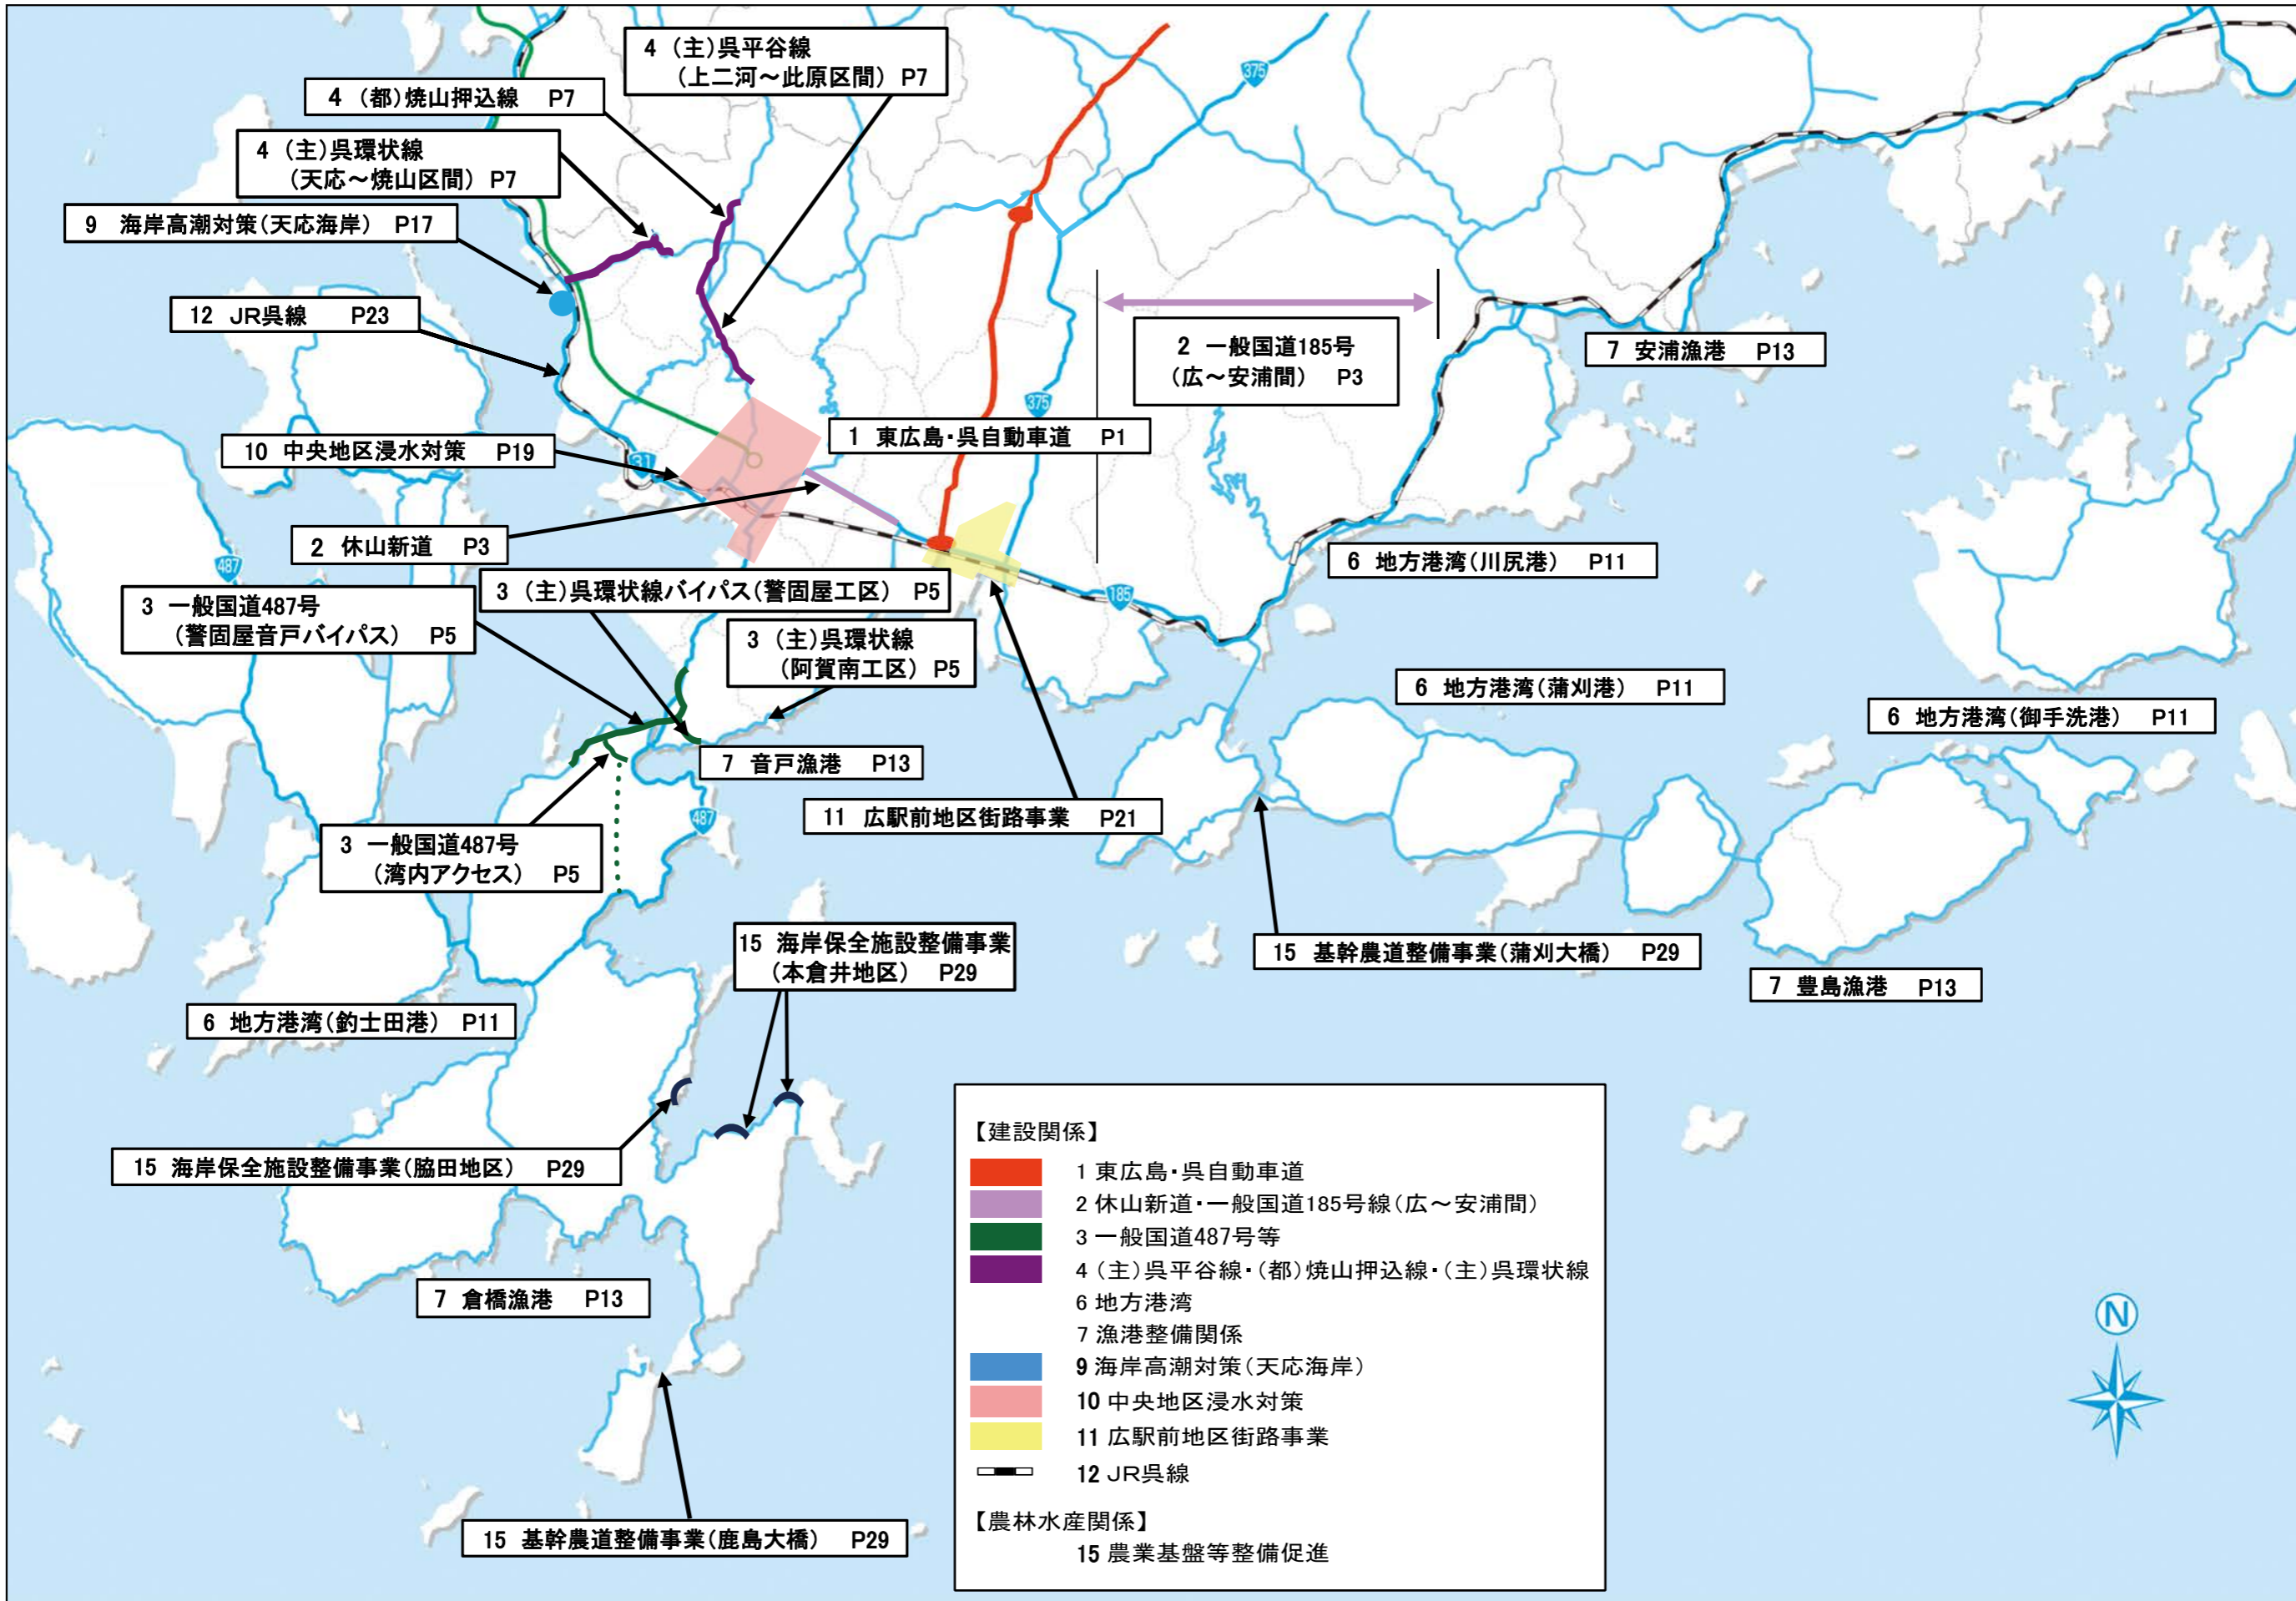 4 (主)呉平谷線
(上二河～此原区間) P7
4 (都)焼山押込線 P7
4 (主)呉環状線
(天応～焼山区間) P7
9 海岸高潮対策(天応海岸) P17
12 JR呉線 P23
375
2 一般国道185号
(広～安浦間) P3
7 安浦漁港 P13
375
1 東広島・呉自動車道 P1
10 中央地区浸水対策 P19
31
2 休山新道 P3
487
6 地方港湾(川尻港) P11
185
3 (主)呉環状線バイパス(警固屋工区) P5
3 一般国道487号
(警固屋音戸バイパス) P5
3 (主)呉環状線
(阿賀南工区) P5
6 地方港湾(蒲刈港) P11
6 地方港湾(御手洗港) P11
7 音戸漁港 P13
11 広駅前地区街路事業 P21
487
3 一般国道487号
(湾内アクセス) P5
15 海岸保全施設整備事業
(本倉井地区) P29
15 基幹農道整備事業(蒲刈大橋) P29
7 豊島漁港 P13
6 地方港湾(釣士田港) P11
15 海岸保全施設整備事業(脇田地区) P29
7 倉橋漁港 P13
15 基幹農道整備事業(鹿島大橋) P29
【建設関係】
1 東広島・呉自動車道
2 休山新道・一般国道185号線(広～安浦間)
3 一般国道487号等
4 (主)呉平谷線・(都)焼山押込線・(主)呉環状線
6 地方港湾
7 漁港整備関係
9 海岸高潮対策(天応海岸)
10 中央地区浸水対策
11 広駅前地区街路事業
12 JR呉線
【農林水産関係】
15 農業基盤等整備促進
N